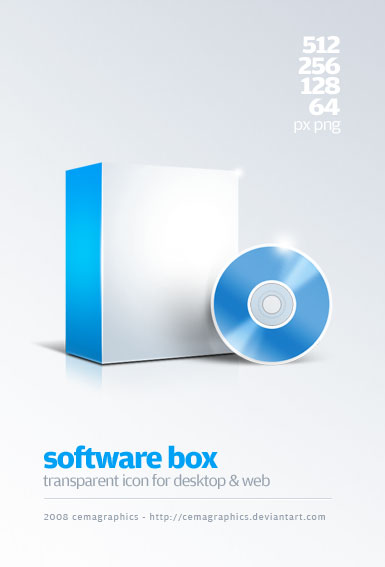 512
256
128
64
px png
software box
transparent icon for desktop & web
2008 cemagraphics - http://cemagraphics.deviantart.com